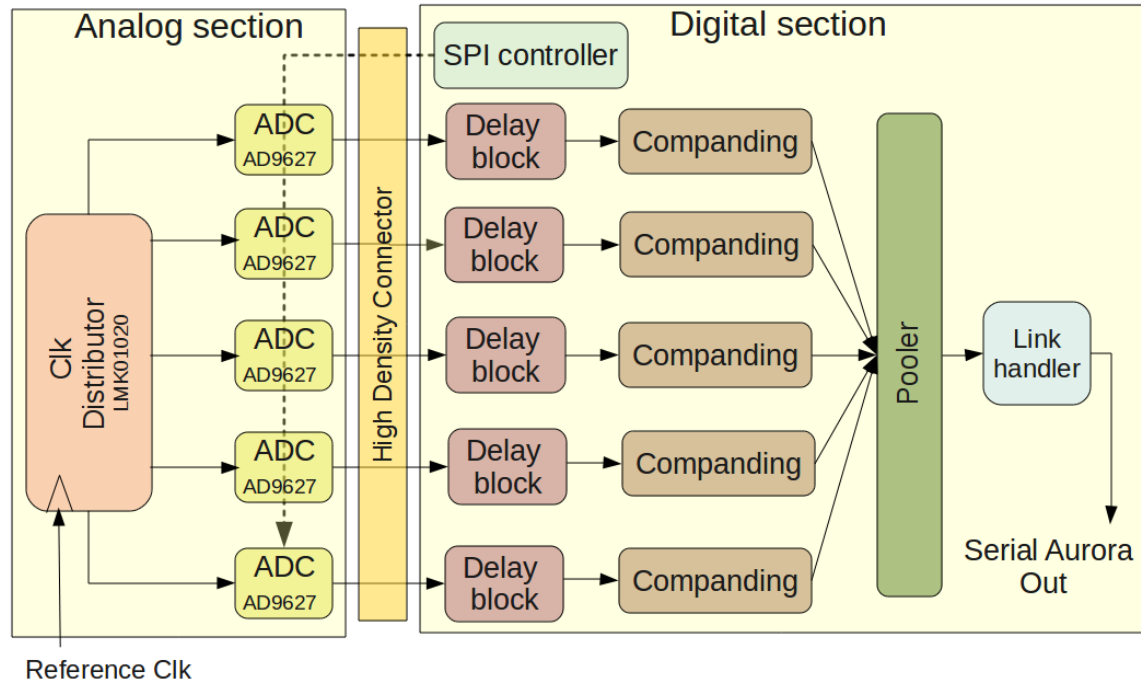 Analog section
Digital section
SPI controller
ADC
AD9627
Delay
block
Companding
ADC
AD9627
Delay
block
Companding
ADC
AD9627
Delay
block
Companding
ADC
AD9627
Delay
block
Companding
ADC
AD9627
Delay
block
Companding
Clk
Distributor
LMK01020
High Density Connector
Pooler
Link
handler
Serial Aurora
Out
Reference Clk